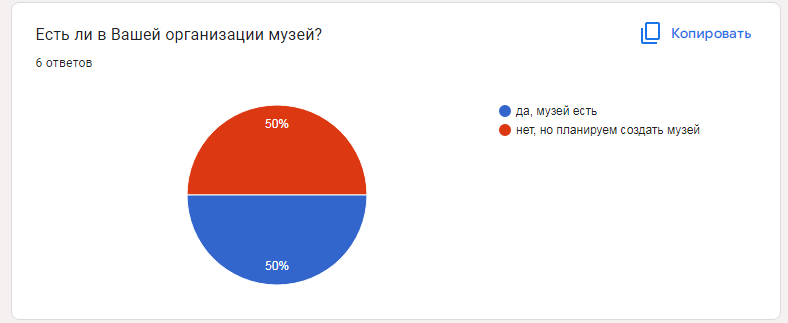 Есть ли в Вашей организации музей?
Копировать
6 ответов
50%
да, музей есть
нет, но планируем создать музей
50%